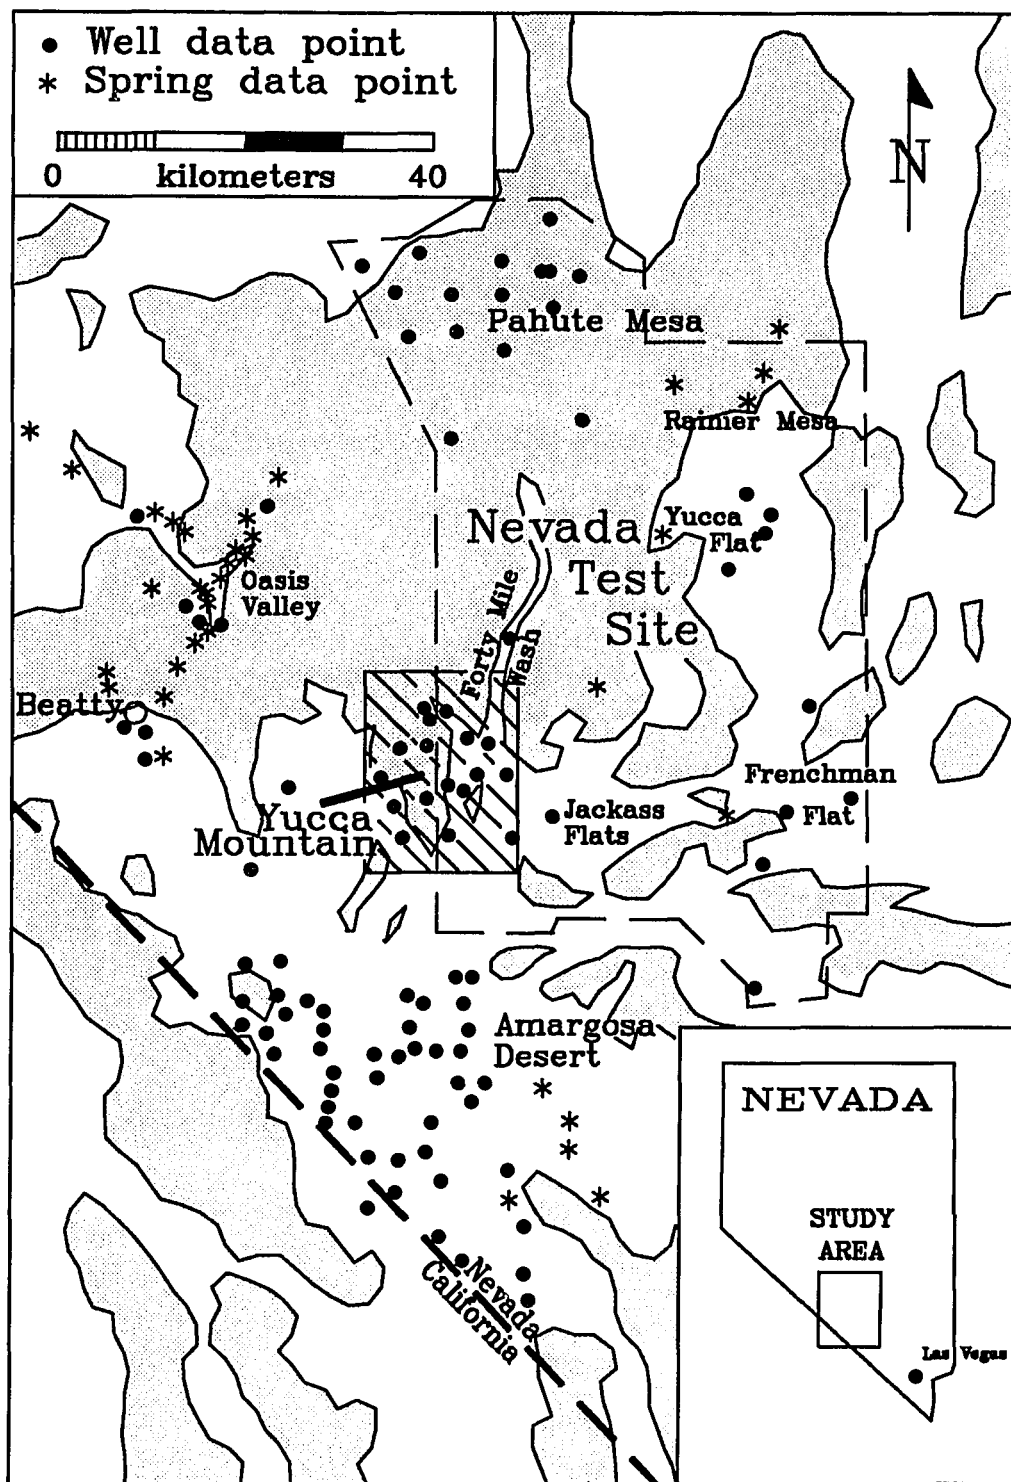 Well data point
* Spring data point
0 kilometers 40
N
Pahute Mesa
Rainier Mesa
Nevada
Test
Site
Yucca
Flat
Oasis
Valley
Forty Mile
Wash
Beatty
Frenchman
Flat
Jackass
Flats
Yucca
Mountain
Amargosa
Desert
Nevada
California
NEVADA
STUDY
AREA
Las Vegas